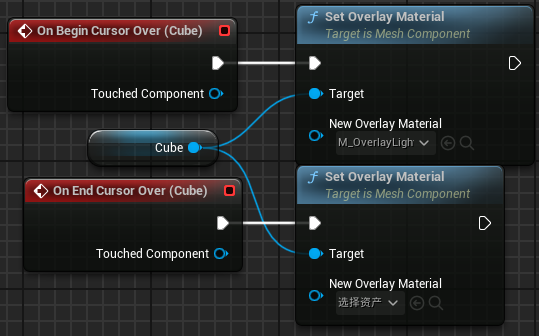 On Begin Cursor Over (Cube)
Touched Component
Set Overlay Material
Target is Mesh Component
Target
New Overlay Material
M_OverlayLigh
Cube
On End Cursor Over (Cube)
Touched Component
Set Overlay Material
Target is Mesh Component
Target
New Overlay Material
选择资产